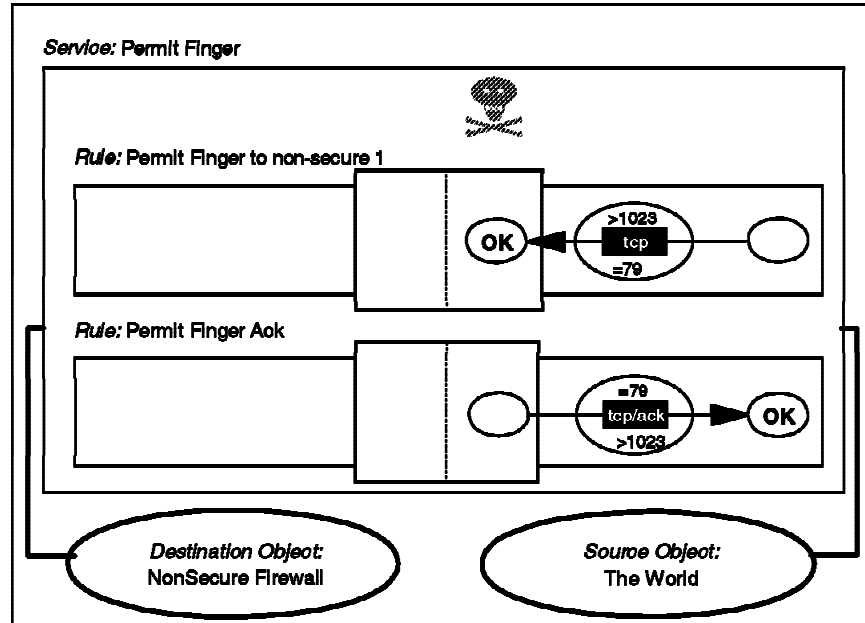 Service: Permit Finger
Rule: Permit Finger to non-secure 1
>1023
OK
tcp
=79
Rule: Permit Finger Ack
=79
tcp/ack
OK
>1023
Destination Object:
NonSecure Firewall
Source Object:
The World